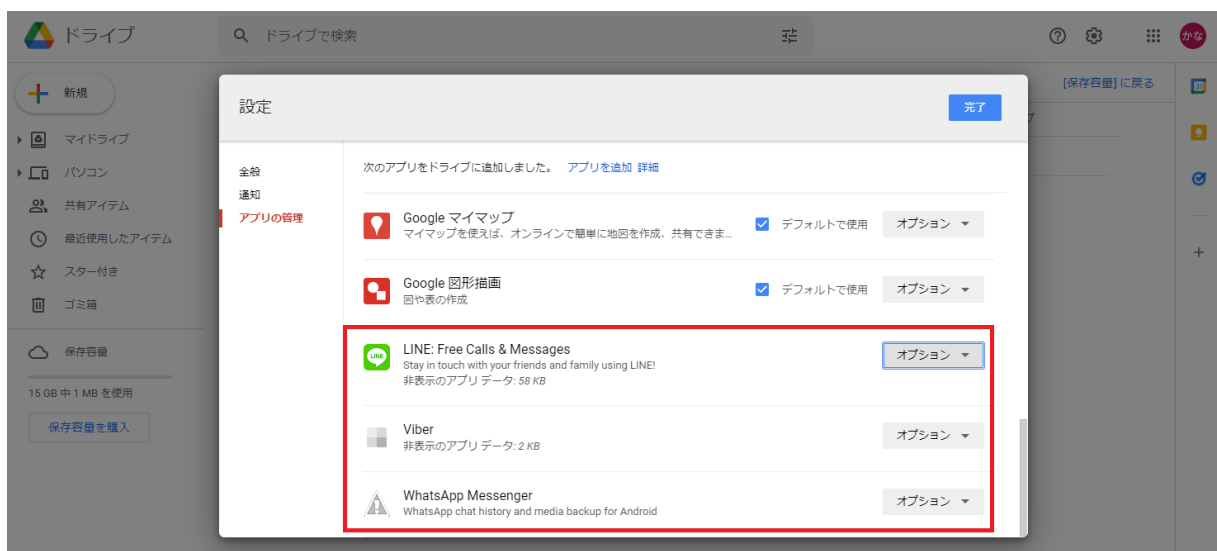 ドライブ
ドライブで検索
かな
新規
[保存容量] に戻る
31
マイドライブ
パソコン
共有アイテム
最近使用したアイテム
スター付き
ゴミ箱
保存容量
15 GB 中 1 MB を使用
保存容量を購入
設定
完了
全般
通知
アプリの管理
次のアプリをドライブに追加しました。 アプリを追加 詳細
Google マイマップ
マイマップを使えば、オンラインで簡単に地図を作成、共有できま...
デフォルトで使用
オプション
Google 図形描画
図や表の作成
デフォルトで使用
オプション
LINE
LINE: Free Calls & Messages
Stay in touch with your friends and family using LINE!
非表示のアプリ データ: 58 KB
オプション
Viber
非表示のアプリ データ: 2 KB
オプション
WhatsApp Messenger
WhatsApp chat history and media backup for Android
オプション